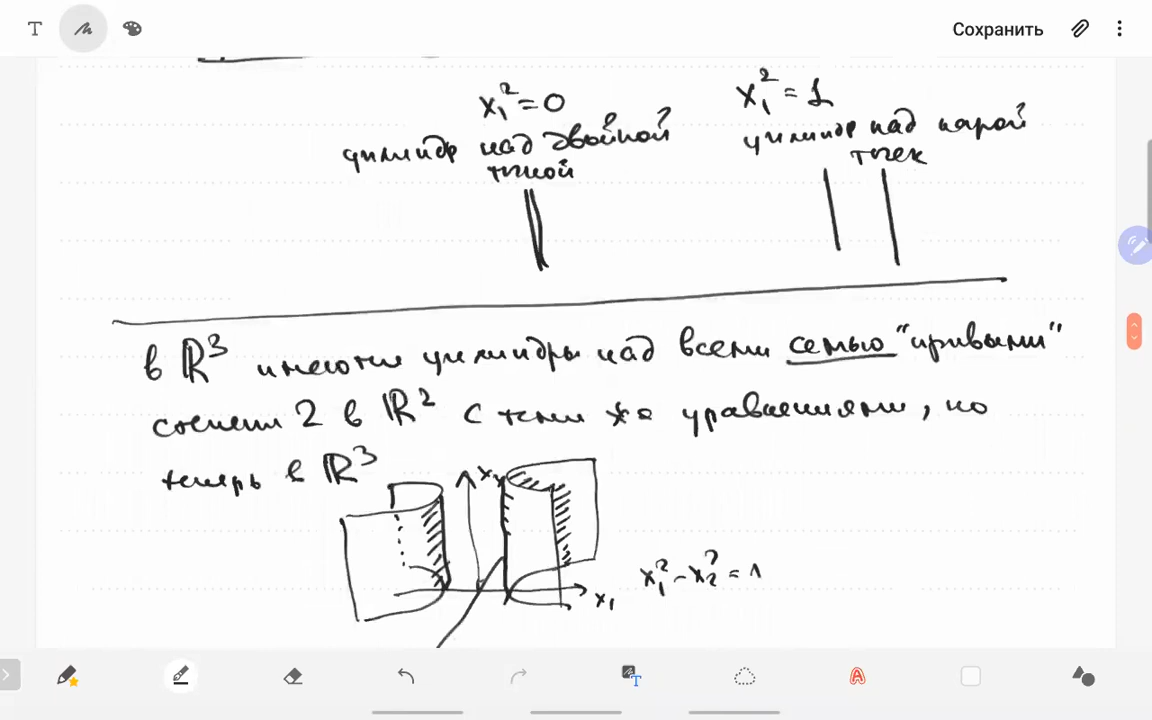 Сохранить
x₁² = 0
x₁² = 1
цилиндр над двойной точкой
цилиндр над парой точек
в ℝ³ имеются цилиндры над всеми семью "кривыми"
степени 2 в ℝ² с теми же уравнениями, но
теперь в ℝ³
x₁
x₁² - x₂² = 1